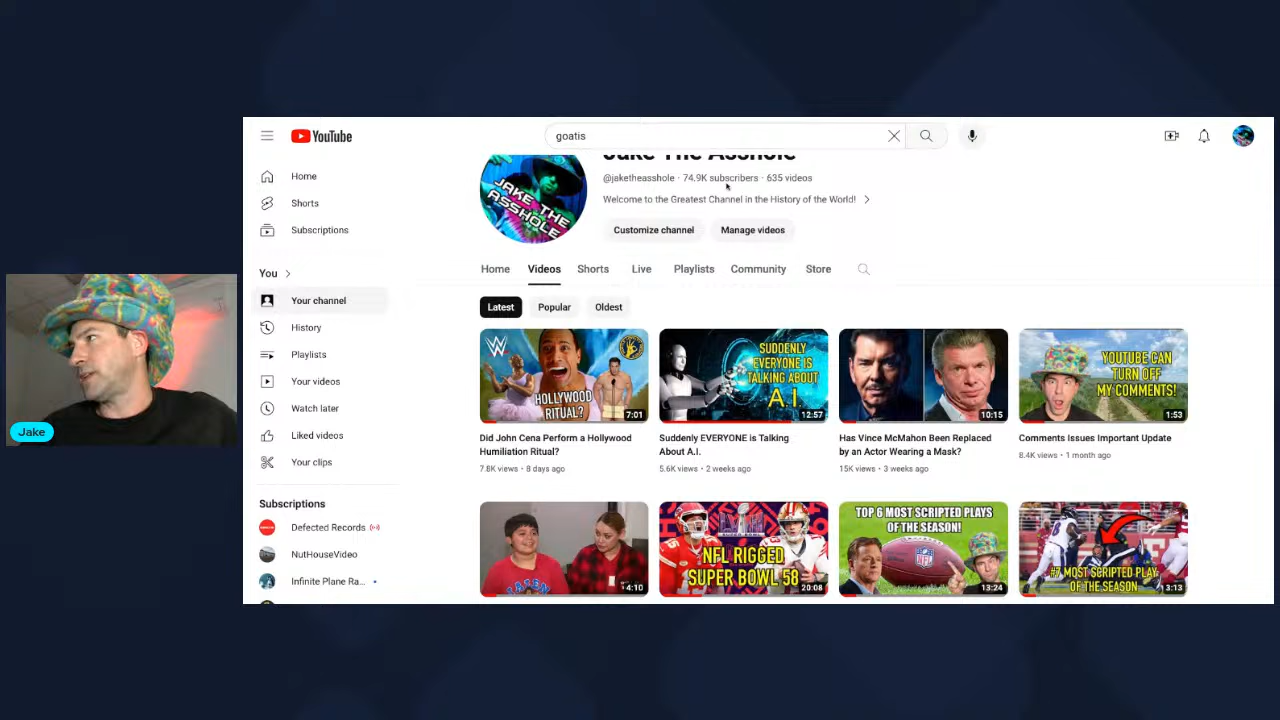 YouTube
goatis
Home
Shorts
Subscriptions
You
Your channel
History
Playlists
Your videos
Watch later
Liked videos
Your clips
Subscriptions
Defected Records
NutHouseVideo
Infinite Plane Ra...
Jake
Jake The Asshole
JAKE THE
ASSHOLE
@jaketheasshole · 74.9K subscribers · 635 videos
Welcome to the Greatest Channel in the History of the World!
Customize channel
Manage videos
Home
Videos
Shorts
Live
Playlists
Community
Store
Latest
Popular
Oldest
HOLLYWOOD
RITUAL?
7:01
Did John Cena Perform a Hollywood
Humiliation Ritual?
7.8K views · 8 days ago
SUDDENLY
EVERYONE IS
TALKING ABOUT
A.I.
12:57
Suddenly EVERYONE is Talking
About A.I.
5.6K views · 2 weeks ago
10:15
Has Vince McMahon Been Replaced
by an Actor Wearing a Mask?
15K views · 3 weeks ago
YOUTUBE CAN
TURN OFF
MY COMMENTS!
1:53
Comments Issues Important Update
8.4K views · 1 month ago
4:10
NFL RIGGED
SUPER BOWL 58
20:08
TOP 6 MOST SCRIPTED PLAYS
OF THE SEASON!
NFL
13:24
#7 MOST SCRIPTED PLAY
OF THE SEASON
3:13